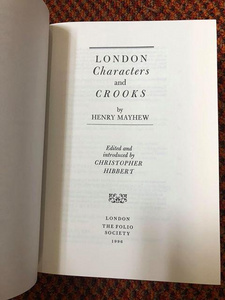 LONDON
Characters
and
CROOKS
by
HENRY MAYHEW
Edited and
introduced by
CHRISTOPHER
HIBBERT
LONDON
THE FOLIO
SOCIETY
1996